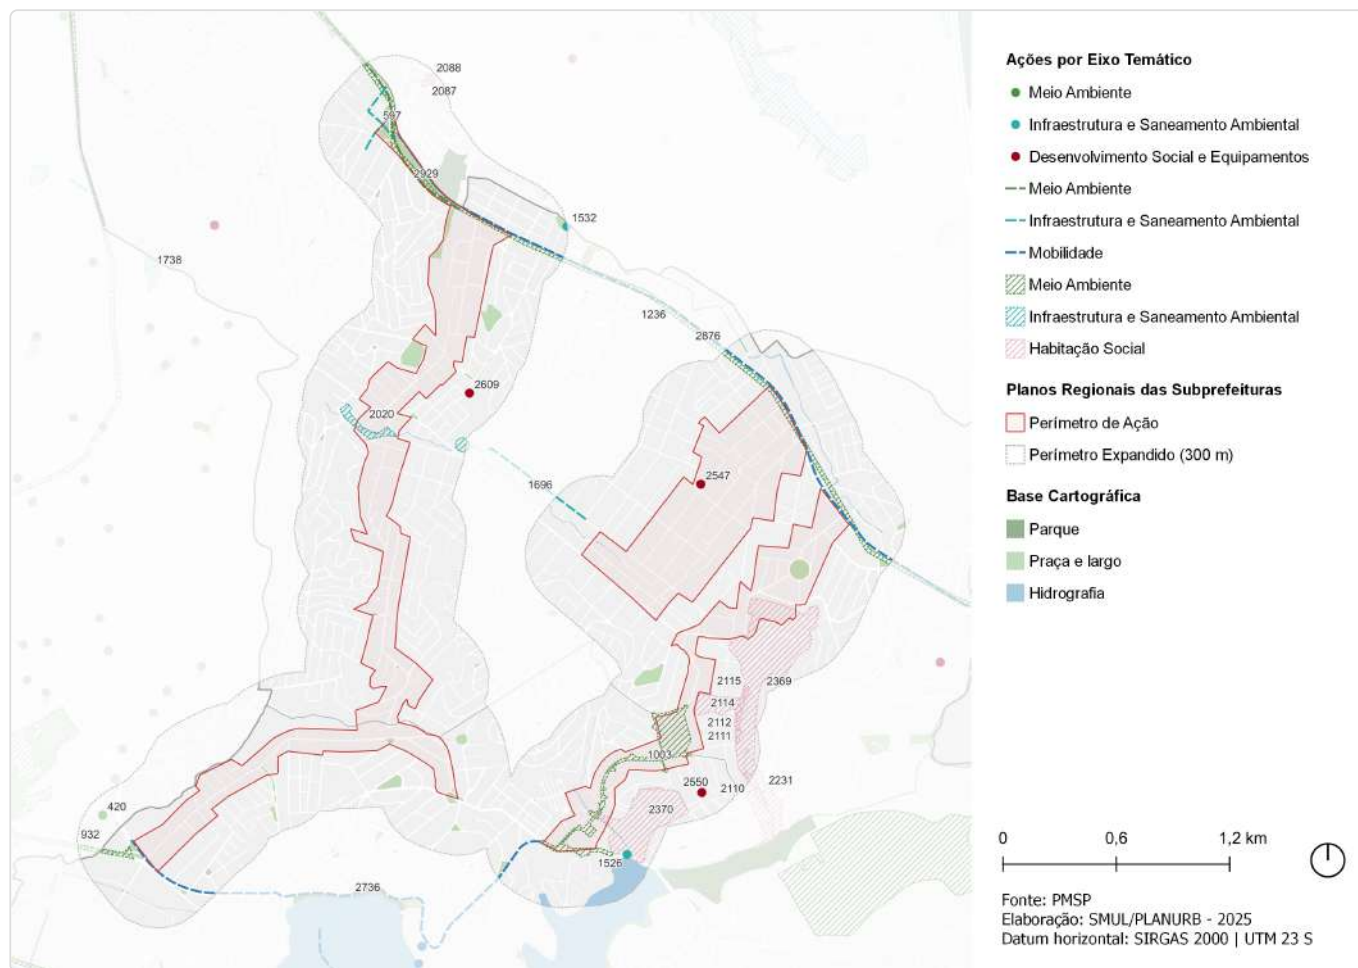 2088
2087
597
2929
1532
1738
1236
2876
2609
2020
2547
1696
2115
2369
2114
2112
2111
1003
2550
2110
2231
2370
420
932
1526
2736
Ações por Eixo Temático
Meio Ambiente
Infraestrutura e Saneamento Ambiental
Desenvolvimento Social e Equipamentos
Meio Ambiente
Infraestrutura e Saneamento Ambiental
Mobilidade
Meio Ambiente
Infraestrutura e Saneamento Ambiental
Habitação Social
Planos Regionais das Subprefeituras
Perímetro de Ação
Perímetro Expandido (300 m)
Base Cartográfica
Parque
Praça e largo
Hidrografia
0 0,6 1,2 km
Fonte: PMSP
Elaboração: SMUL/PLANURB - 2025
Datum horizontal: SIRGAS 2000 | UTM 23 S